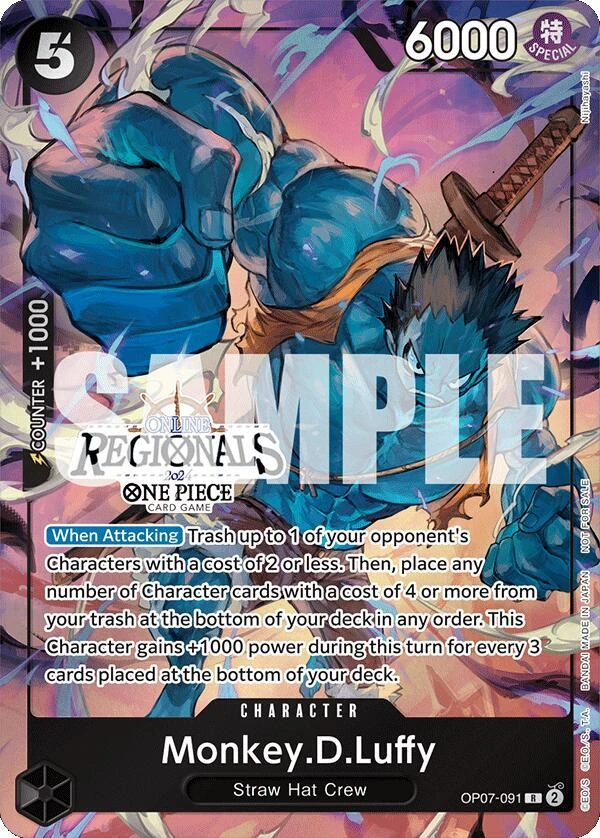 5
6000
特
SPECIAL
Nijihayashi
COUNTER +1000
SAMPLE
ONLINE
REGIONALS
2024
ONE PIECE
CARD GAME
When Attacking Trash up to 1 of your opponent's
Characters with a cost of 2 or less. Then, place any
number of Character cards with a cost of 4 or more from
your trash at the bottom of your deck in any order. This
Character gains +1000 power during this turn for every 3
cards placed at the bottom of your deck.
©E.O/S ©E.O./S., T.A. BANDAI MADE IN JAPAN NOT FOR SALE
CHARACTER
Monkey.D.Luffy
Straw Hat Crew
OP07-091 R 2